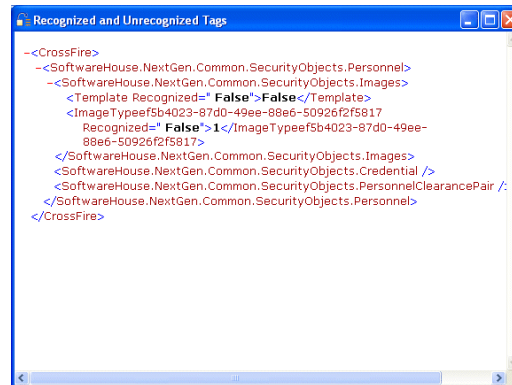 Recognized and Unrecognized Tags
–<CrossFire>
–<SoftwareHouse.NextGen.Common.SecurityObjects.Personnel>
–<SoftwareHouse.NextGen.Common.SecurityObjects.Images>
<Template Recognized=" False">False</Template>
<ImageTypeef5b4023-87d0-49ee-88e6-50926f2f5817
Recognized=" False">1</ImageTypeef5b4023-87d0-49ee-
88e6-50926f2f5817>
</SoftwareHouse.NextGen.Common.SecurityObjects.Images>
<SoftwareHouse.NextGen.Common.SecurityObjects.Credential />
<SoftwareHouse.NextGen.Common.SecurityObjects.PersonnelClearancePair /
</SoftwareHouse.NextGen.Common.SecurityObjects.Personnel>
</CrossFire>